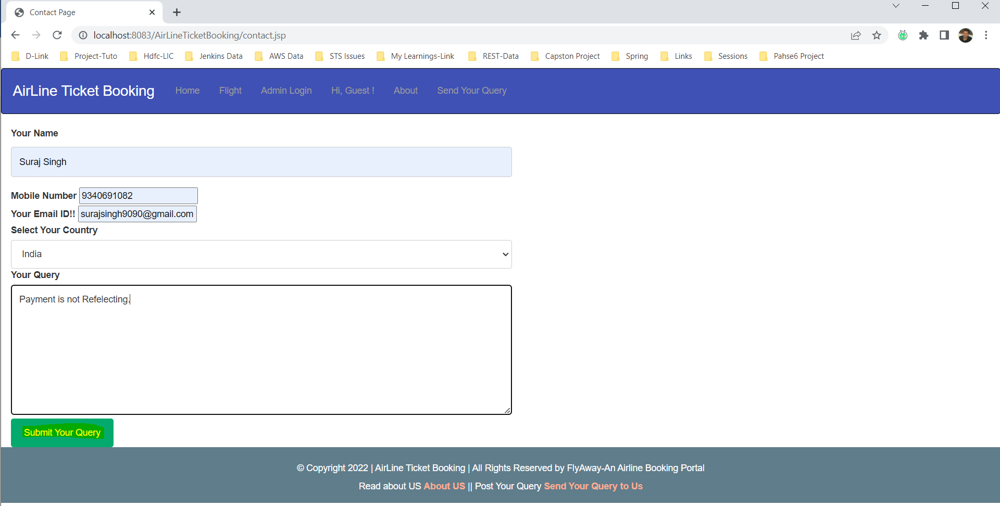 Contact Page
localhost:8083/AirLineTicketBooking/contact.jsp
D-Link Project-Tuto Hdfc-LIC Jenkins Data AWS Data STS Issues My Learnings-Link REST-Data Capston Project Spring Links Sessions Pahse6 Project
AirLine Ticket Booking Home Flight Admin Login Hi, Guest ! About Send Your Query
Your Name
Suraj Singh
Mobile Number 9340691082
Your Email ID!! surajsingh9090@gmail.com
Select Your Country
India
Your Query
Payment is not Refelecting.
Submit Your Query
© Copyright 2022 | AirLine Ticket Booking | All Rights Reserved by FlyAway-An Airline Booking Portal
Read about US About US || Post Your Query Send Your Query to Us